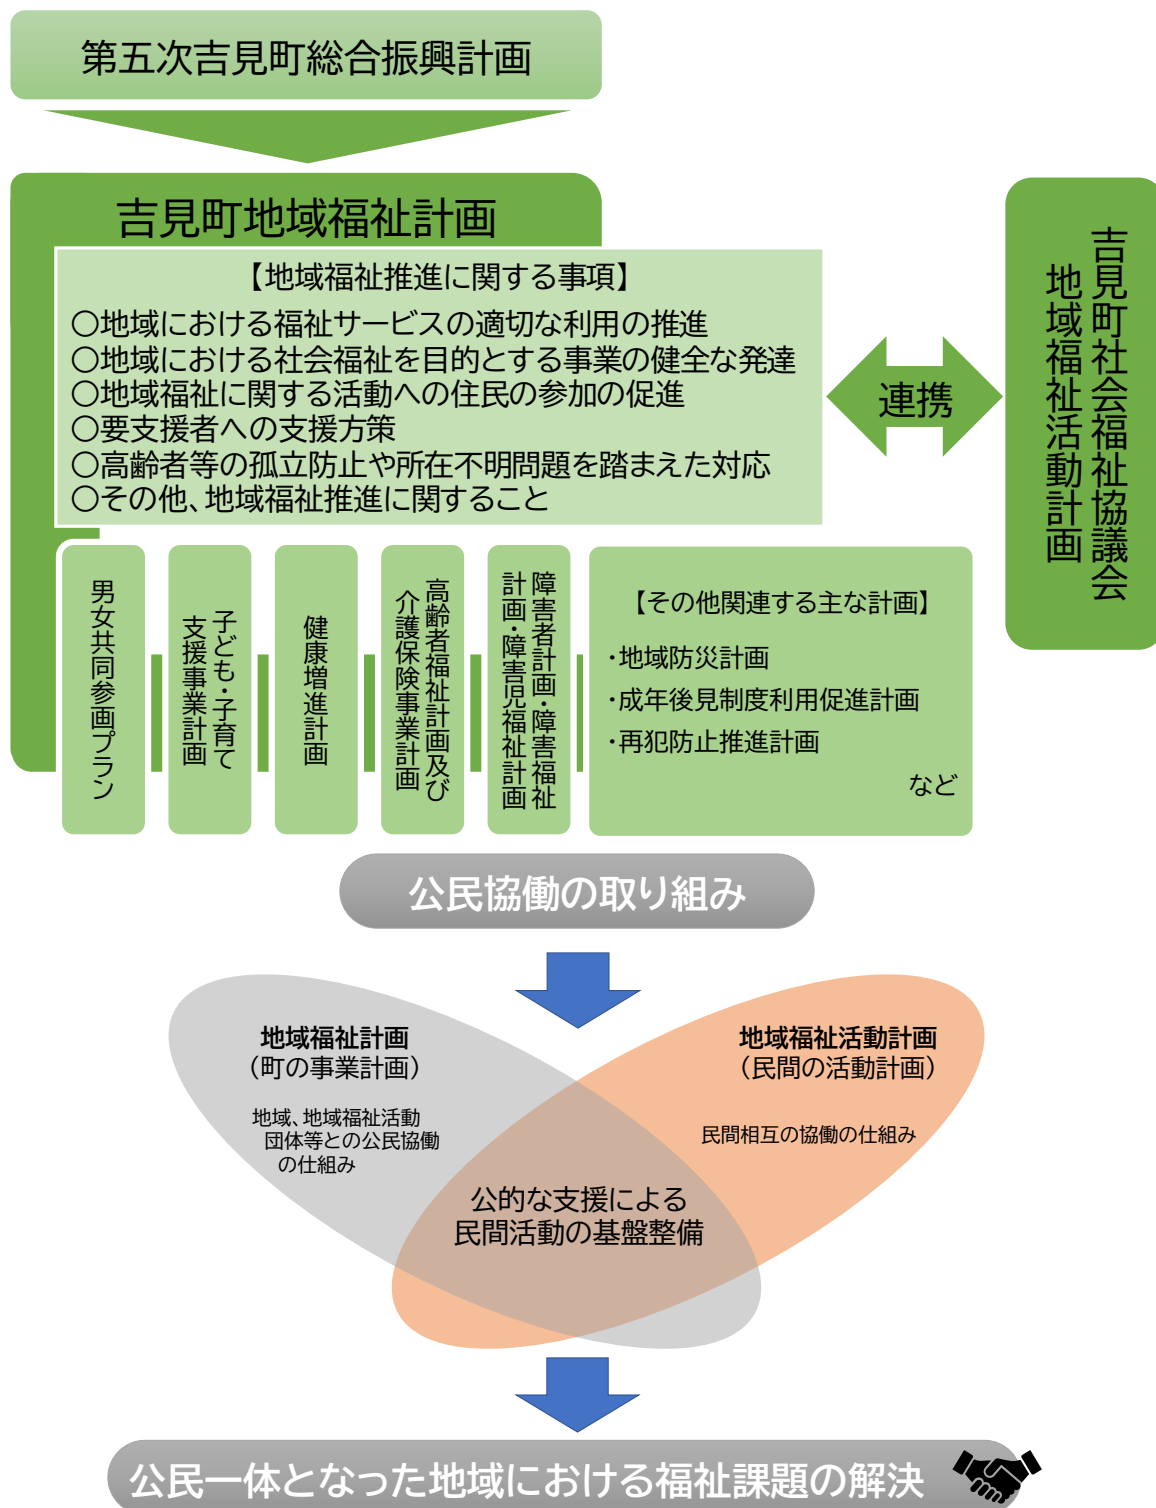 第五次吉見町総合振興計画
吉見町地域福祉計画
【地域福祉推進に関する事項】
〇地域における福祉サービスの適切な利用の推進
〇地域における社会福祉を目的とする事業の健全な発達
〇地域福祉に関する活動への住民の参加の促進
〇要支援者への支援方策
〇高齢者等の孤立防止や所在不明問題を踏まえた対応
〇その他、地域福祉推進に関すること
連携
吉見町社会福祉協議会
地域福祉活動計画
男女共同参画プラン
子ども・子育て
支援事業計画
健康増進計画
高齢者福祉計画及び
介護保険事業計画
障害者計画・障害福祉
計画・障害児福祉計画
【その他関連する主な計画】
・地域防災計画
・成年後見制度利用促進計画
・再犯防止推進計画
など
公民協働の取り組み
地域福祉計画
（町の事業計画）
地域、地域福祉活動
団体等との公民協働
の仕組み
地域福祉活動計画
（民間の活動計画）
民間相互の協働の仕組み
公的な支援による
民間活動の基盤整備
公民一体となった地域における福祉課題の解決